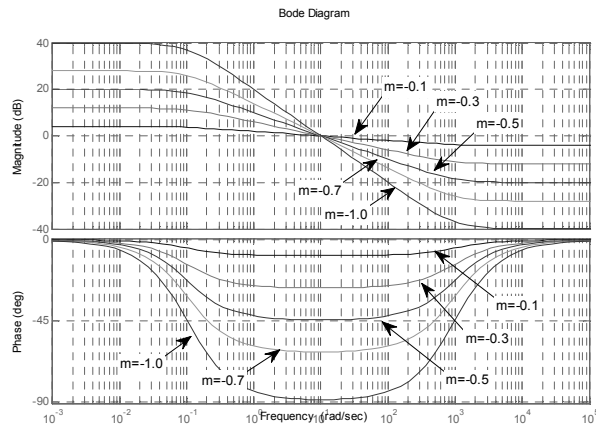 Bode Diagram
40
20
0
-20
-40
Magnitude (dB)
m=-0.1
m=-0.3
m=-0.5
m=-0.7
m=-1.0
0
-45
-90
Phase (deg)
m=-0.1
m=-0.3
m=-0.5
m=-0.7
m=-1.0
10^-3 10^-2 10^-1 10^0 10^1 10^2 10^3 10^4 10^5
Frequency (rad/sec)